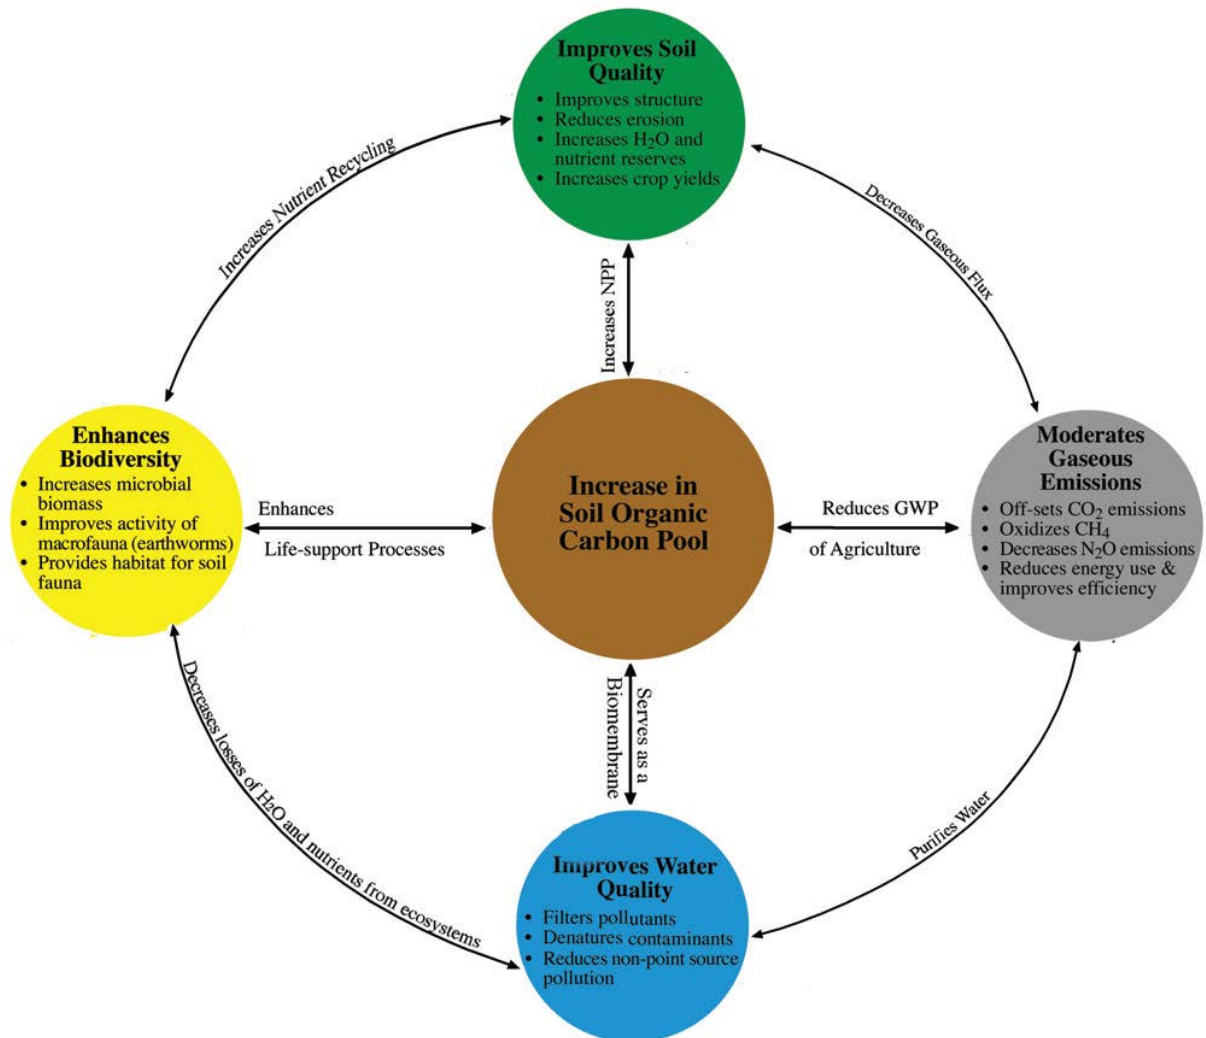 Improves Soil
Quality
• Improves structure
• Reduces erosion
• Increases H₂O and
nutrient reserves
• Increases crop yields
Increases Nutrient Recycling
Decreases Gaseous Flux
Increases NPP
Enhances
Biodiversity
• Increases microbial
biomass
• Improves activity of
macrofauna (earthworms)
• Provides habitat for soil
fauna
Enhances
Life-support Processes
Increase in
Soil Organic
Carbon Pool
Reduces GWP
of Agriculture
Moderates
Gaseous
Emissions
• Off-sets CO₂ emissions
• Oxidizes CH₄
• Decreases N₂O emissions
• Reduces energy use &
improves efficiency
Serves as a
Biomembrane
Decreases losses of H₂O and nutrients from ecosystems
Purifies Water
Improves Water
Quality
• Filters pollutants
• Denatures contaminants
• Reduces non-point source
pollution